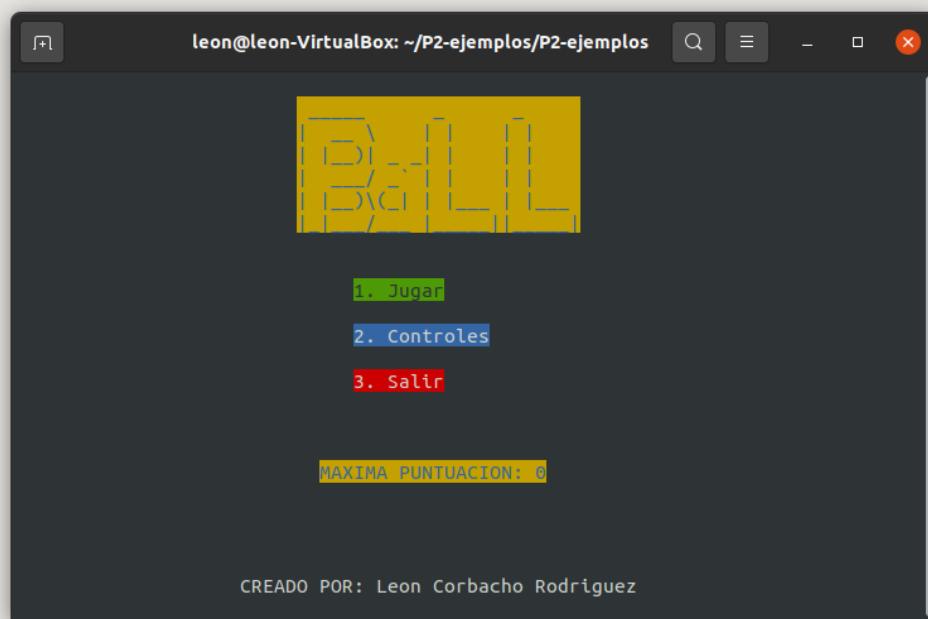 leon@leon-VirtualBox: ~/P2-ejemplos/P2-ejemplos
BaLL
1. Jugar
2. Controles
3. Salir
MAXIMA PUNTUACION: 0
CREADO POR: Leon Corbacho Rodriguez